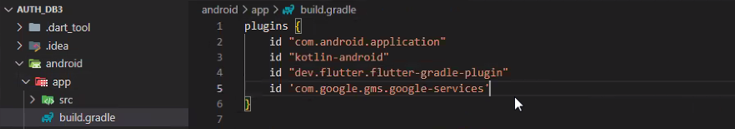 AUTH_DB3
.dart_tool
.idea
android
app
src
build.gradle
android > app > build.gradle
1 plugins {
2 id "com.android.application"
3 id "kotlin-android"
4 id "dev.flutter.flutter-gradle-plugin"
5 id 'com.google.gms.google-services'
6 }
7